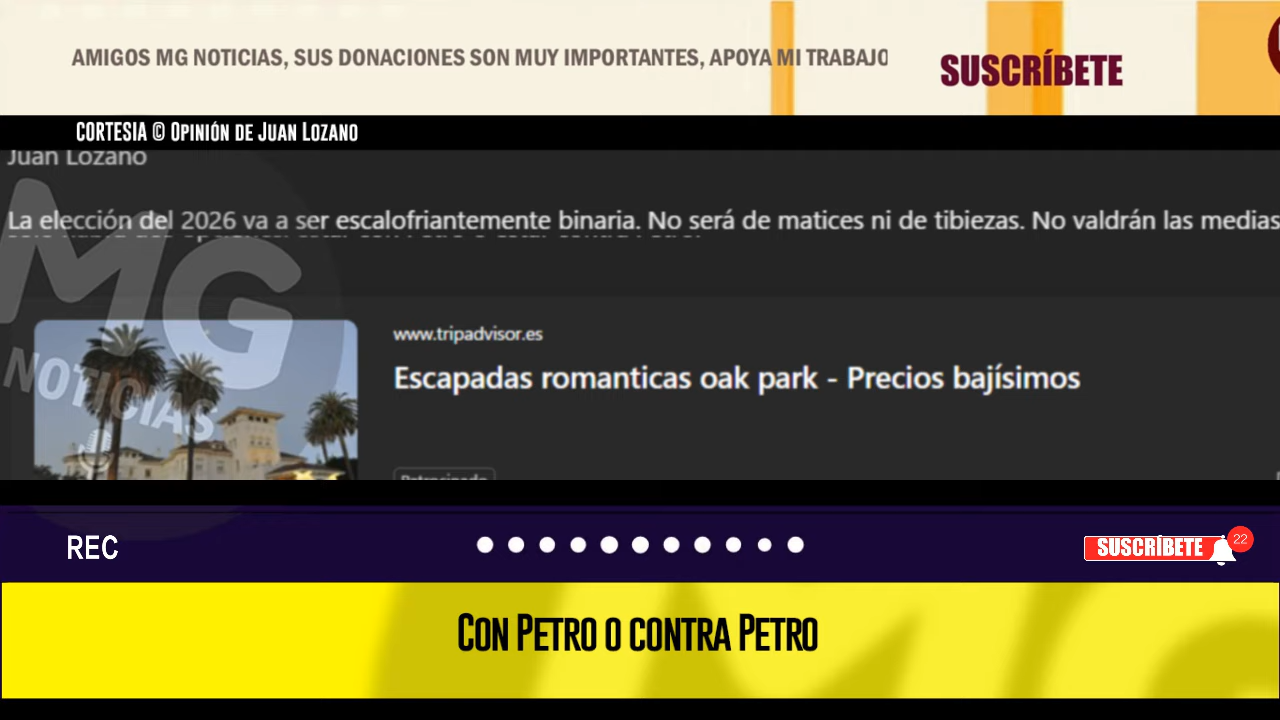 AMIGOS MG NOTICIAS, SUS DONACIONES SON MUY IMPORTANTES, APOYA MI TRABAJO
SUSCRÍBETE
CORTESIA © OPINIÓN DE JUAN LOZANO
Juan Lozano
La elección del 2026 va a ser escalofriantemente binaria. No será de matices ni de tibiezas. No valdrán las medias
MG
NOTICIAS
www.tripadvisor.es
Escapadas romanticas oak park - Precios bajísimos
Patrocinado
REC
SUSCRÍBETE
22
CON PETRO O CONTRA PETRO